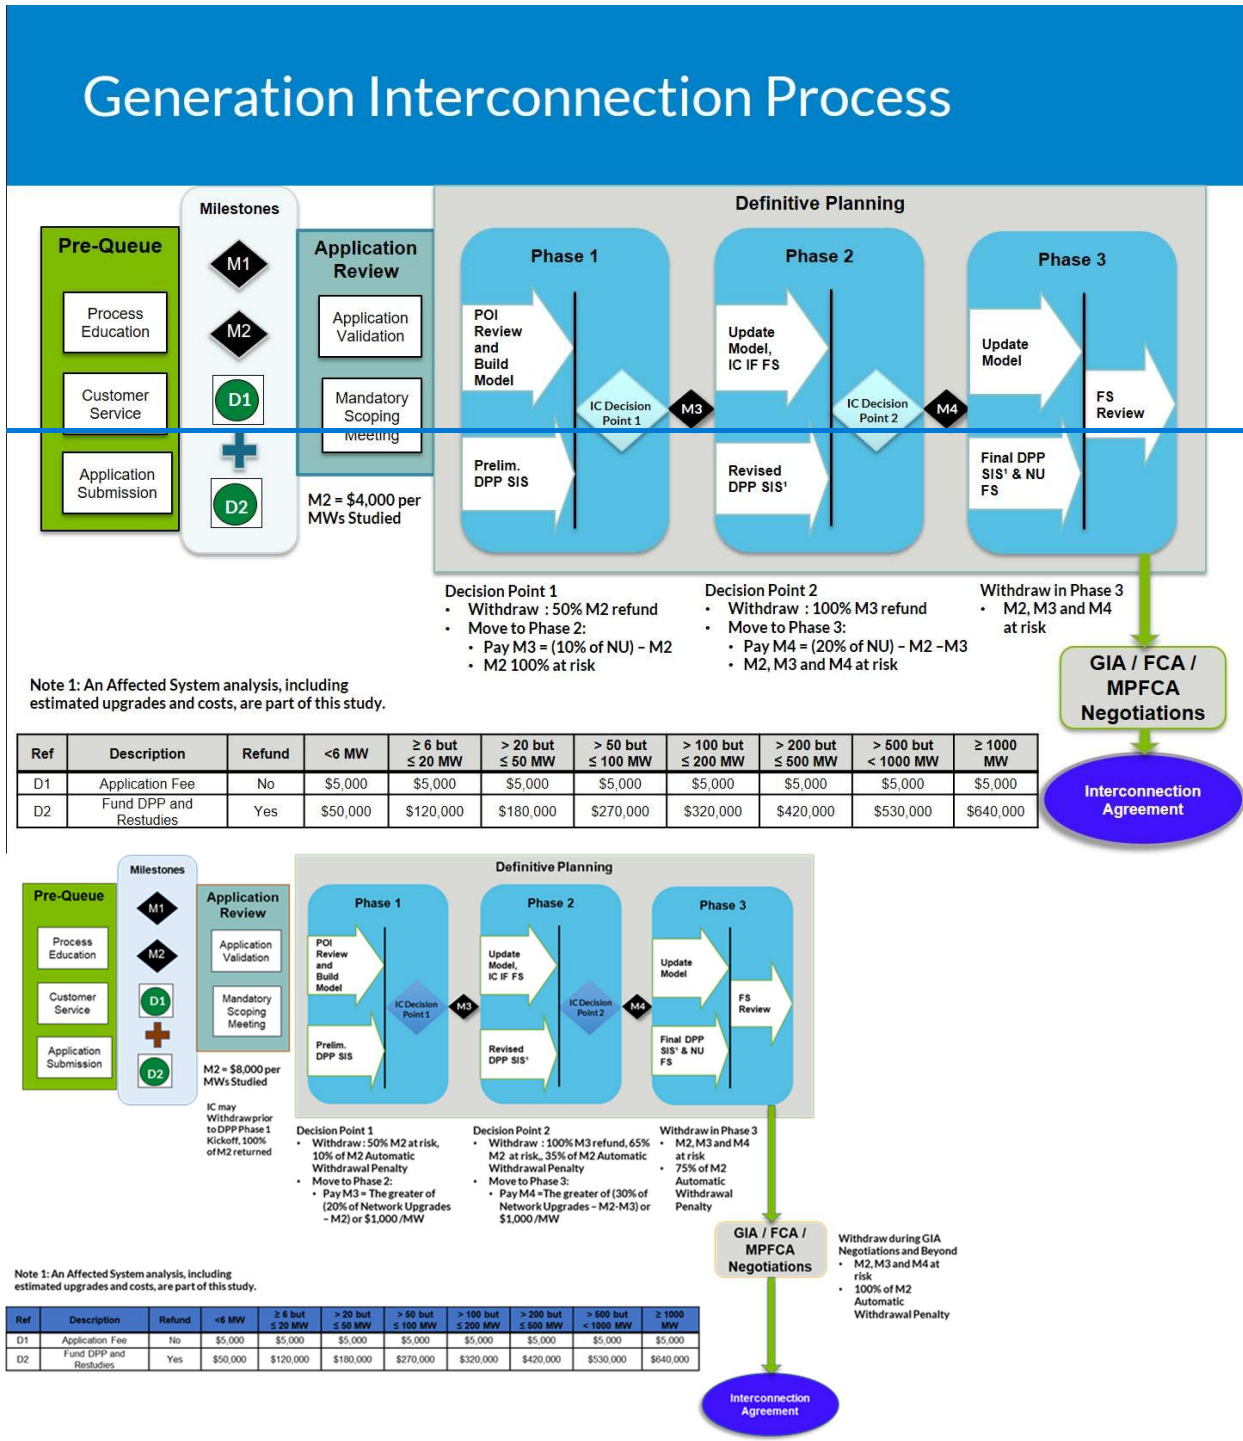 Generation Interconnection Process
Pre-Queue
Process
Education
Customer
Service
Application
Submission
Milestones
M1
M2
D1
D2
Application
Review
Application
Validation
Mandatory
Scoping
Meeting
M2 = $4,000 per
MWs Studied
Definitive Planning
Phase 1
POI
Review
and
Build
Model
Prelim.
DPP SIS
IC Decision
Point 1
M3
Phase 2
Update
Model,
IC IF FS
Revised
DPP SIS¹
IC Decision
Point 2
M4
Phase 3
Update
Model
Final DPP
SIS¹ & NU
FS
FS
Review
Decision Point 1
• Withdraw : 50% M2 refund
• Move to Phase 2:
• Pay M3 = (10% of NU) – M2
• M2 100% at risk
Decision Point 2
• Withdraw : 100% M3 refund
• Move to Phase 3:
• Pay M4 = (20% of NU) – M2 –M3
• M2, M3 and M4 at risk
Withdraw in Phase 3
• M2, M3 and M4
at risk
GIA / FCA /
MPFCA
Negotiations
Interconnection
Agreement
Note 1: An Affected System analysis, including
estimated upgrades and costs, are part of this study.
Ref Description Refund <6 MW ≥ 6 but ≤ 20 MW > 20 but ≤ 50 MW > 50 but ≤ 100 MW > 100 but ≤ 200 MW > 200 but ≤ 500 MW > 500 but < 1000 MW ≥ 1000 MW
D1 Application Fee No $5,000 $5,000 $5,000 $5,000 $5,000 $5,000 $5,000 $5,000
D2 Fund DPP and Restudies Yes $50,000 $120,000 $180,000 $270,000 $320,000 $420,000 $530,000 $640,000
Pre-Queue
Process
Education
Customer
Service
Application
Submission
Milestones
M1
M2
D1
D2
Application
Review
Application
Validation
Mandatory
Scoping
Meeting
M2 = $8,000 per
MWs Studied
IC may
Withdraw prior
to DPP Phase 1
Kickoff, 100%
of M2 returned
Definitive Planning
Phase 1
POI
Review
and
Build
Model
Prelim.
DPP SIS
IC Decision
Point 1
M3
Phase 2
Update
Model,
IC IF FS
Revised
DPP SIS¹
IC Decision
Point 2
M4
Phase 3
Update
Model
Final DPP
SIS¹ & NU
FS
FS
Review
Decision Point 1
• Withdraw : 50% M2 at risk,
10% of M2 Automatic
Withdrawal Penalty
• Move to Phase 2:
• Pay M3 = The greater of
(20% of Network Upgrades
– M2) or $1,000 /MW
Decision Point 2
• Withdraw : 100% M3 refund, 65%
M2 at risk,, 35% of M2 Automatic
Withdrawal Penalty
• Move to Phase 3:
• Pay M4 =The greater of (30% of
Network Upgrades – M2-M3) or
$1,000 /MW
Withdraw in Phase 3
• M2, M3 and M4
at risk
• 75% of M2
Automatic
Withdrawal
Penalty
GIA / FCA /
MPFCA
Negotiations
Withdraw during GIA
Negotiations and Beyond
• M2, M3 and M4 at
risk
• 100% of M2
Automatic
Withdrawal Penalty
Interconnection
Agreement
Note 1: An Affected System analysis, including
estimated upgrades and costs, are part of this study.
Ref Description Refund <6 MW ≥ 6 but ≤ 20 MW > 20 but ≤ 50 MW > 50 but ≤ 100 MW > 100 but ≤ 200 MW > 200 but ≤ 500 MW > 500 but < 1000 MW ≥ 1000 MW
D1 Application Fee No $5,000 $5,000 $5,000 $5,000 $5,000 $5,000 $5,000 $5,000
D2 Fund DPP and Restudies Yes $50,000 $120,000 $180,000 $270,000 $320,000 $420,000 $530,000 $640,000